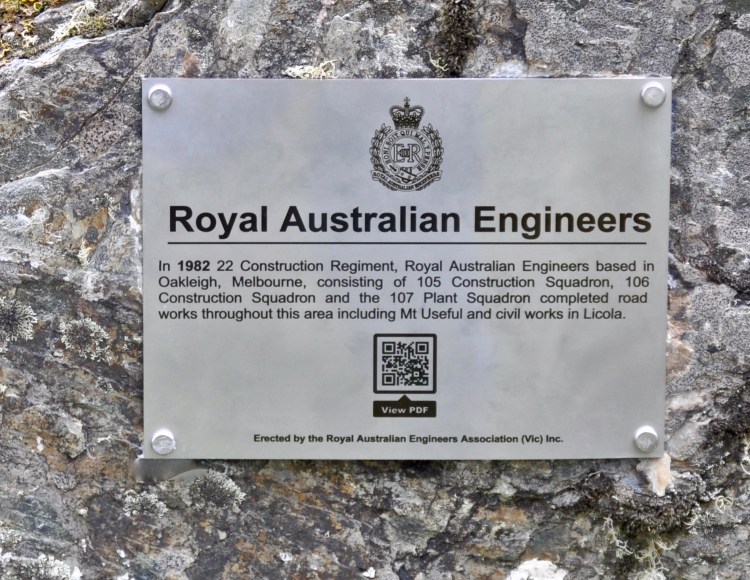 Royal Australian Engineers
In 1982 22 Construction Regiment, Royal Australian Engineers based in
Oakleigh, Melbourne, consisting of 105 Construction Squadron, 106
Construction Squadron and the 107 Plant Squadron completed road
works throughout this area including Mt Useful and civil works in Licola.
View PDF
Erected by the Royal Australian Engineers Association (Vic) Inc.